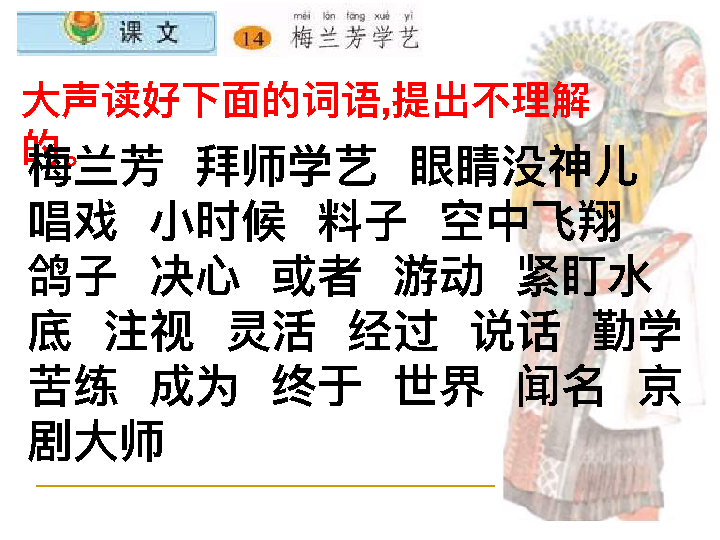 课 文
14
méi lán fāng xué yì
梅兰芳学艺
大声读好下面的词语,提出不理解
的。
梅兰芳 拜师学艺 眼睛没神儿
唱戏 小时候 料子 空中飞翔
鸽子 决心 或者 游动 紧盯水
底 注视 灵活 经过 说话 勤学
苦练 成为 终于 世界 闻名 京
剧大师